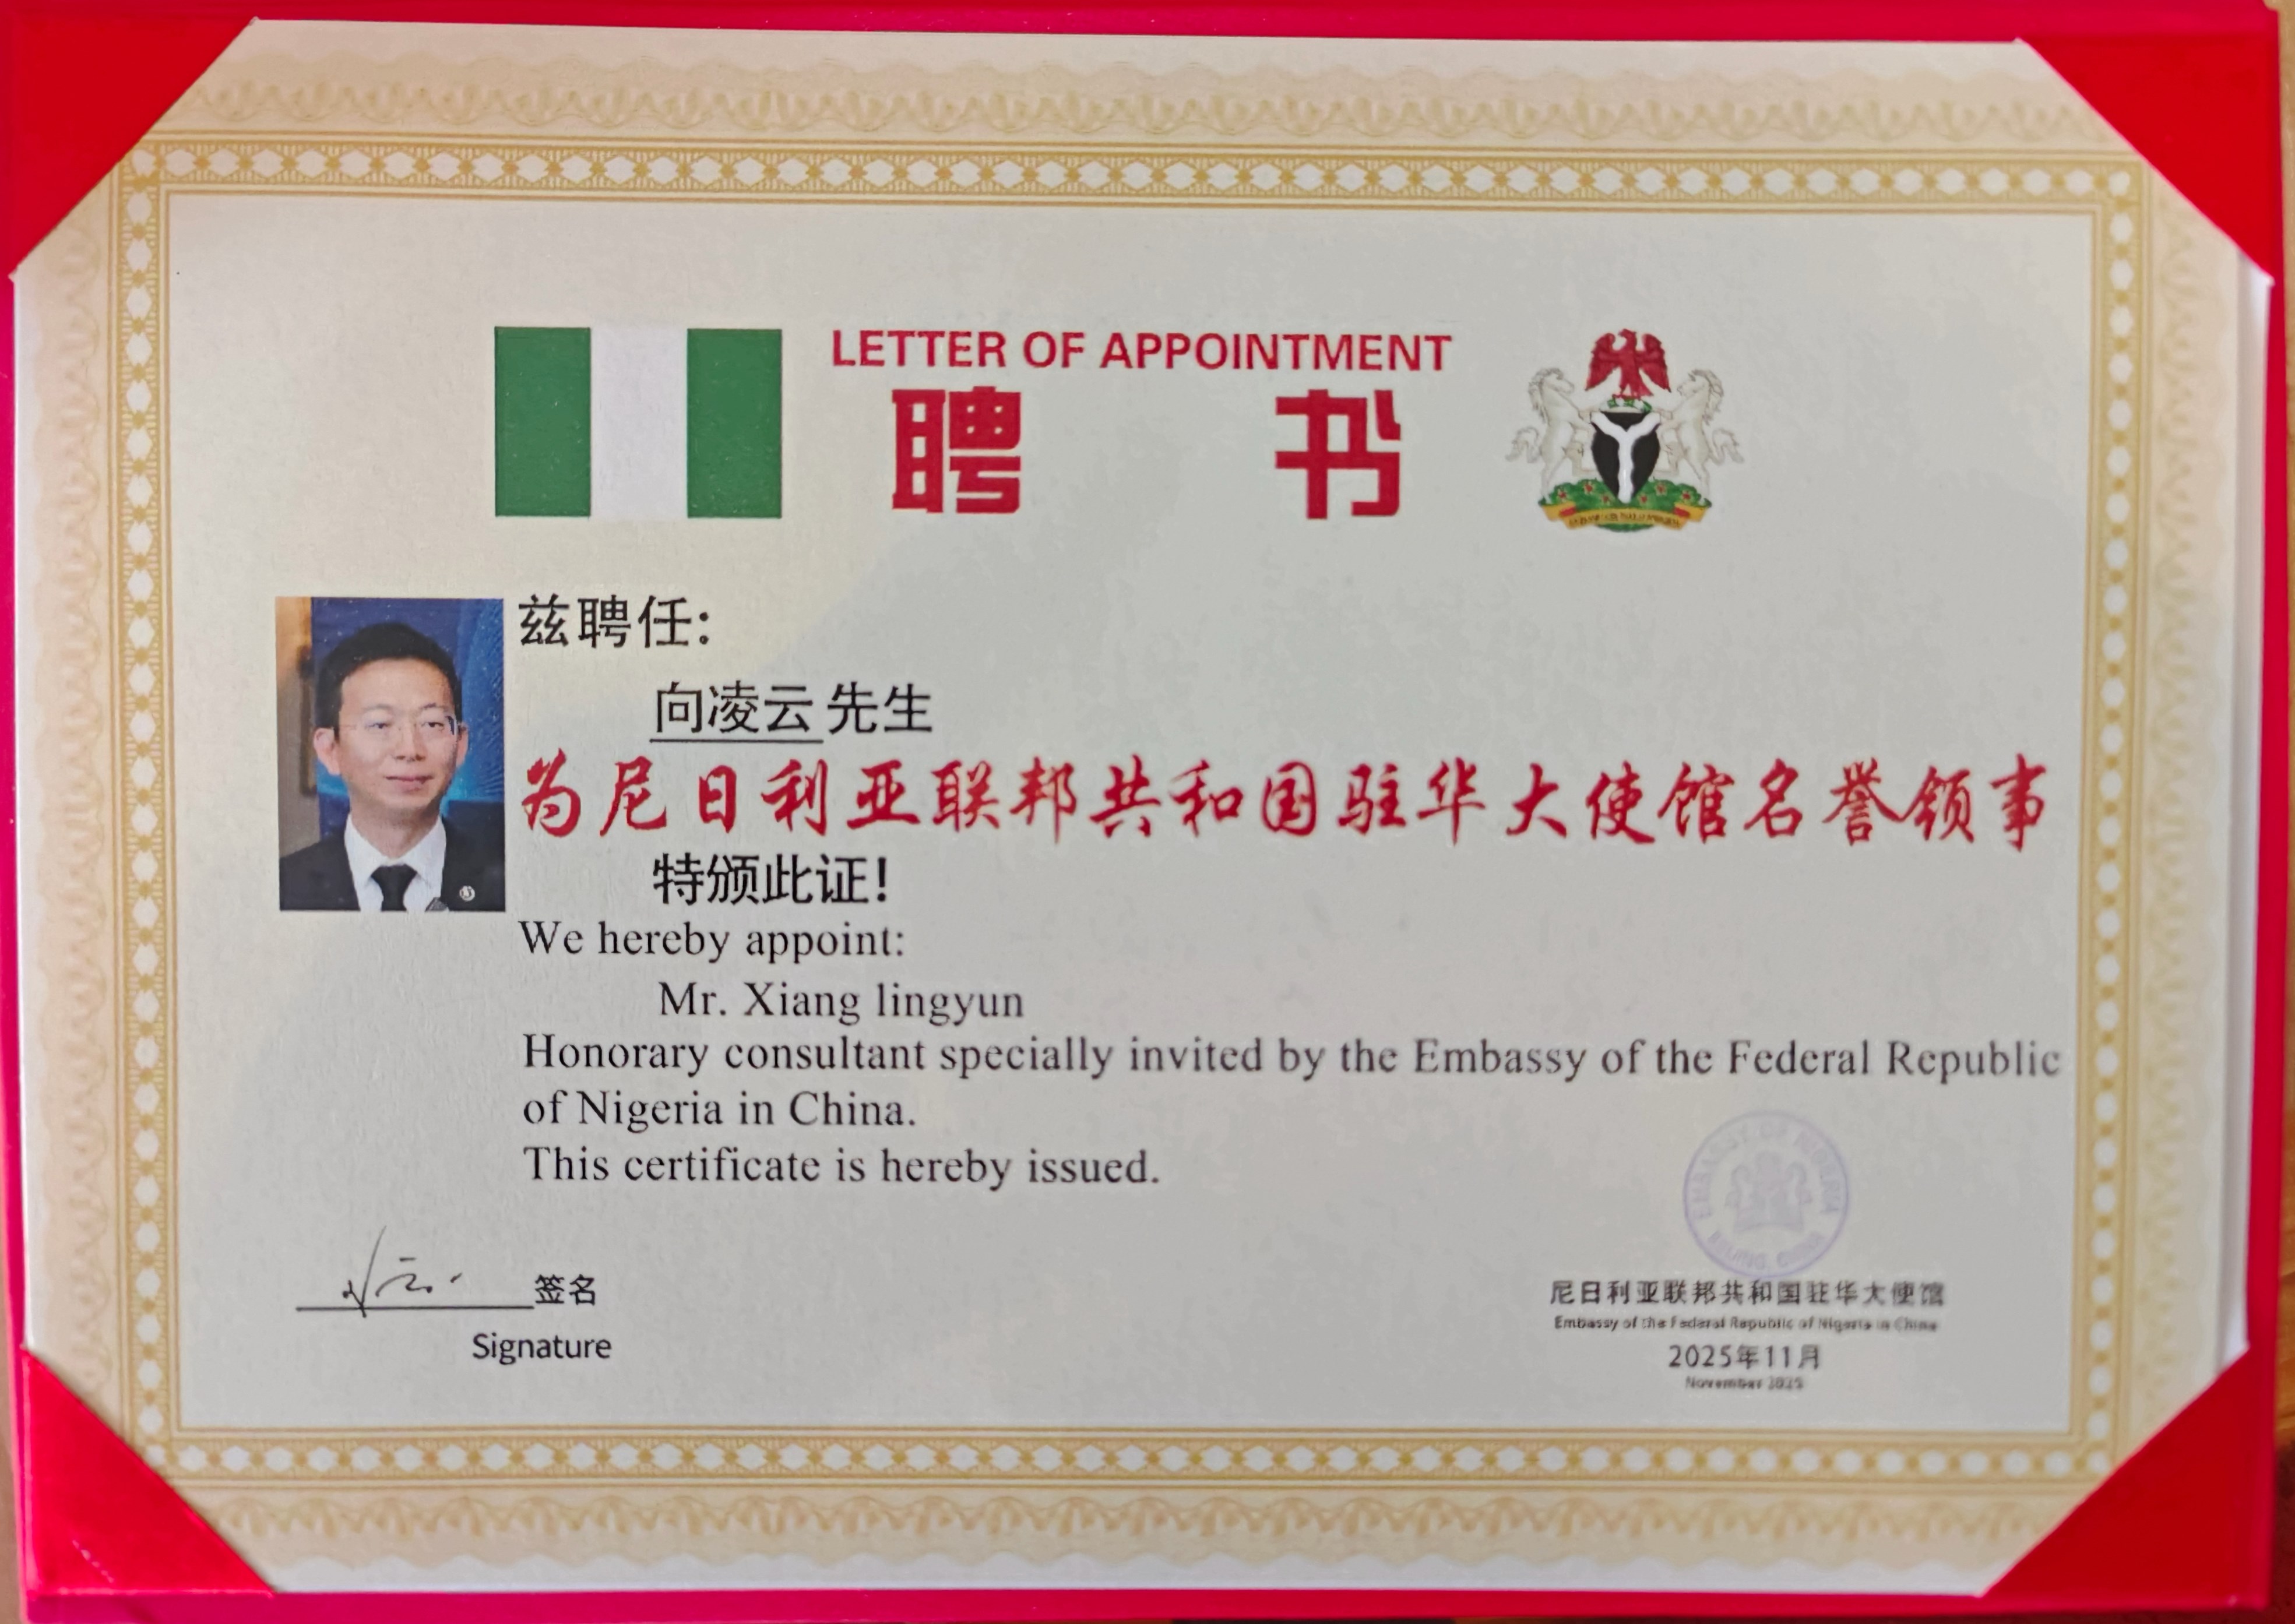 LETTER OF APPOINTMENT
聘 书
兹聘任:
向凌云 先生
为尼日利亚联邦共和国驻华大使馆名誉领事
特颁此证!
We hereby appoint:
Mr. Xiang lingyun
Honorary consultant specially invited by the Embassy of the Federal Republic
of Nigeria in China.
This certificate is hereby issued.
EMBASSY OF NIGERIA
BEIJING, CHINA
签名
Signature
尼日利亚联邦共和国驻华大使馆
Embassy of the Federal Republic of Nigeria in China
2025年11月
November 2025